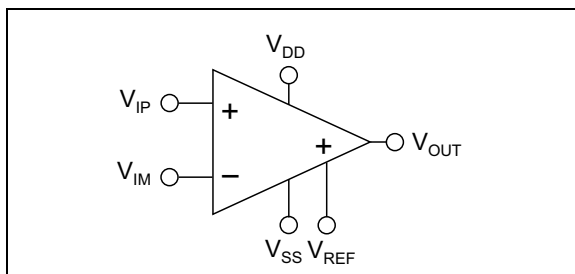 V_DD
V_IP
+
+
V_OUT
V_IM
−
V_SS V_REF